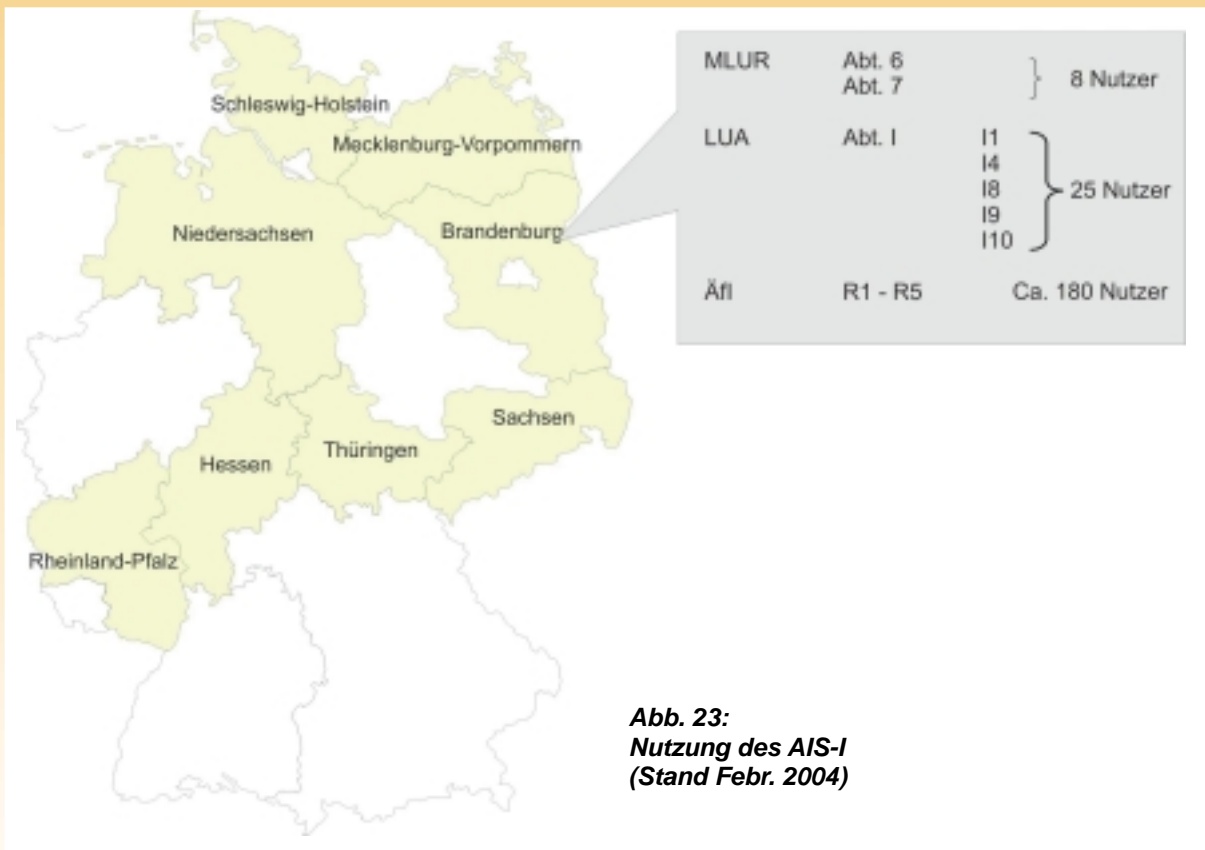 Schleswig-Holstein
Mecklenburg-Vorpommern
Niedersachsen
Brandenburg
Sachsen
Thüringen
Hessen
Rheinland-Pfalz
MLUR Abt. 6
Abt. 7
8 Nutzer
LUA Abt. I I1
I4
I8
25 Nutzer
I9
I10
ÄfI R1 - R5 Ca. 180 Nutzer
Abb. 23:
Nutzung des AIS-I
(Stand Febr. 2004)